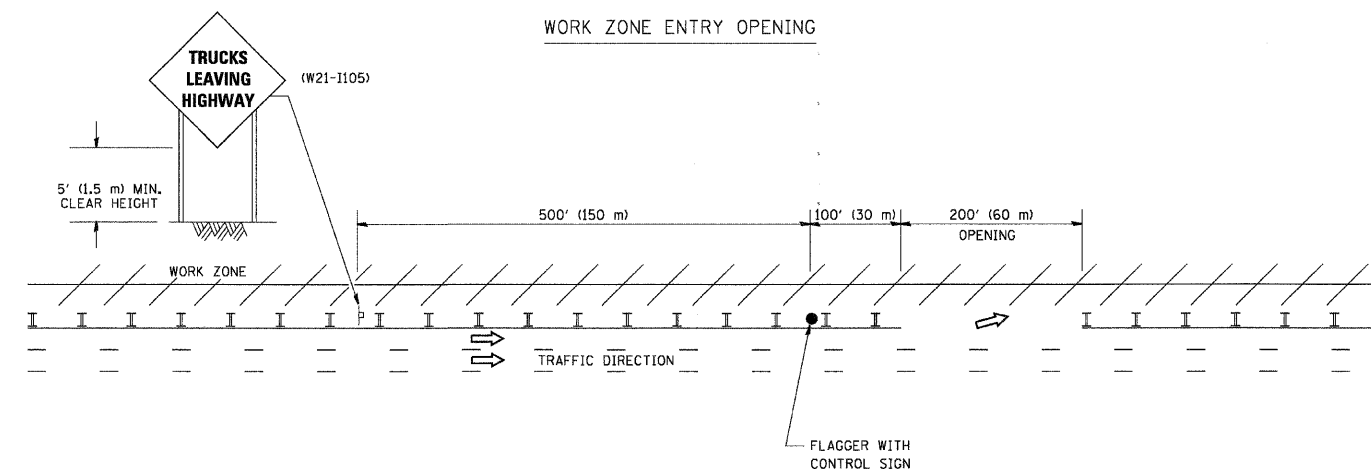 WORK ZONE ENTRY OPENING
TRUCKS
LEAVING
HIGHWAY
(W21-I105)
5' (1.5 m) MIN.
CLEAR HEIGHT
500' (150 m)
100' (30 m)
200' (60 m)
OPENING
WORK ZONE
TRAFFIC DIRECTION
FLAGGER WITH
CONTROL SIGN